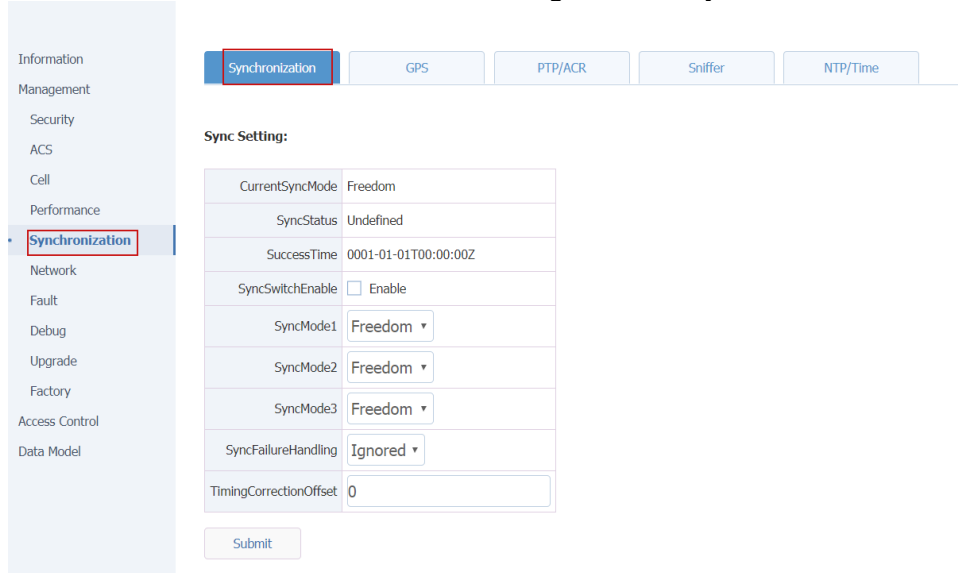 Information
Management
Security
ACS
Cell
Performance
Synchronization
Network
Fault
Debug
Upgrade
Factory
Access Control
Data Model
Synchronization GPS PTP/ACR Sniffer NTP/Time
Sync Setting:
CurrentSyncMode Freedom
SyncStatus Undefined
SuccessTime 0001-01-01T00:00:00Z
SyncSwitchEnable Enable
SyncMode1 Freedom
SyncMode2 Freedom
SyncMode3 Freedom
SyncFailureHandling Ignored
TimingCorrectionOffset 0
Submit